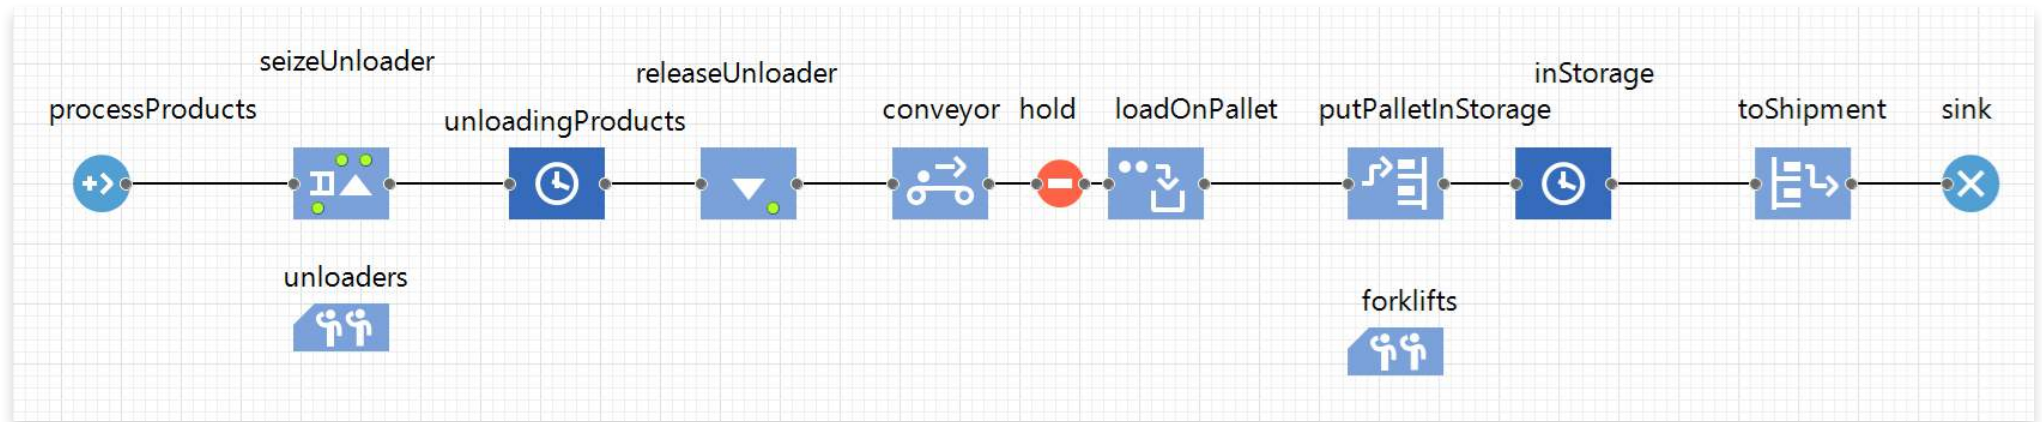 processProducts
seizeUnloader
unloadingProducts
releaseUnloader
conveyor
hold
loadOnPallet
putPalletInStorage
inStorage
toShipment
sink
unloaders
forklifts